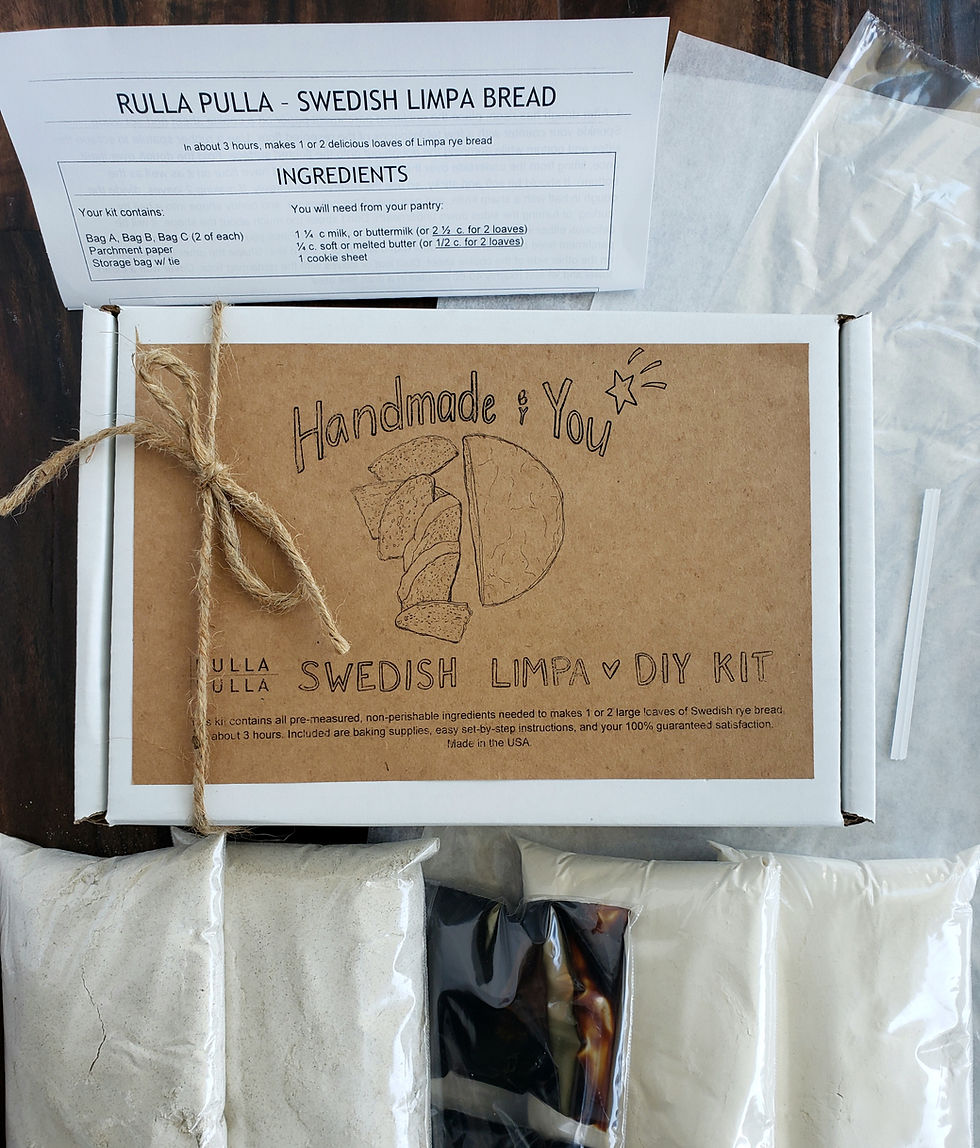 RULLA PULLA - SWEDISH LIMPA BREAD
In about 3 hours, makes 1 or 2 delicious loaves of Limpa rye bread
INGREDIENTS
Your kit contains:
You will need from your pantry:
Bag A, Bag B, Bag C (2 of each)
Parchment paper
Storage bag w/ tie
1 ¼ c milk, or buttermilk (or 2 ½ c. for 2 loaves)
¼ c. soft or melted butter (or 1/2 c. for 2 loaves)
1 cookie sheet
Handmade BY You
ULLA
ULLA
SWEDISH LIMPA ♥ DIY KIT
kit contains all pre-measured, non-perishable ingredients needed to makes 1 or 2 large loaves of Swedish rye bread,
about 3 hours. Included are baking supplies, easy set-by-step instructions, and your 100% guaranteed satisfaction.
Made in the USA.